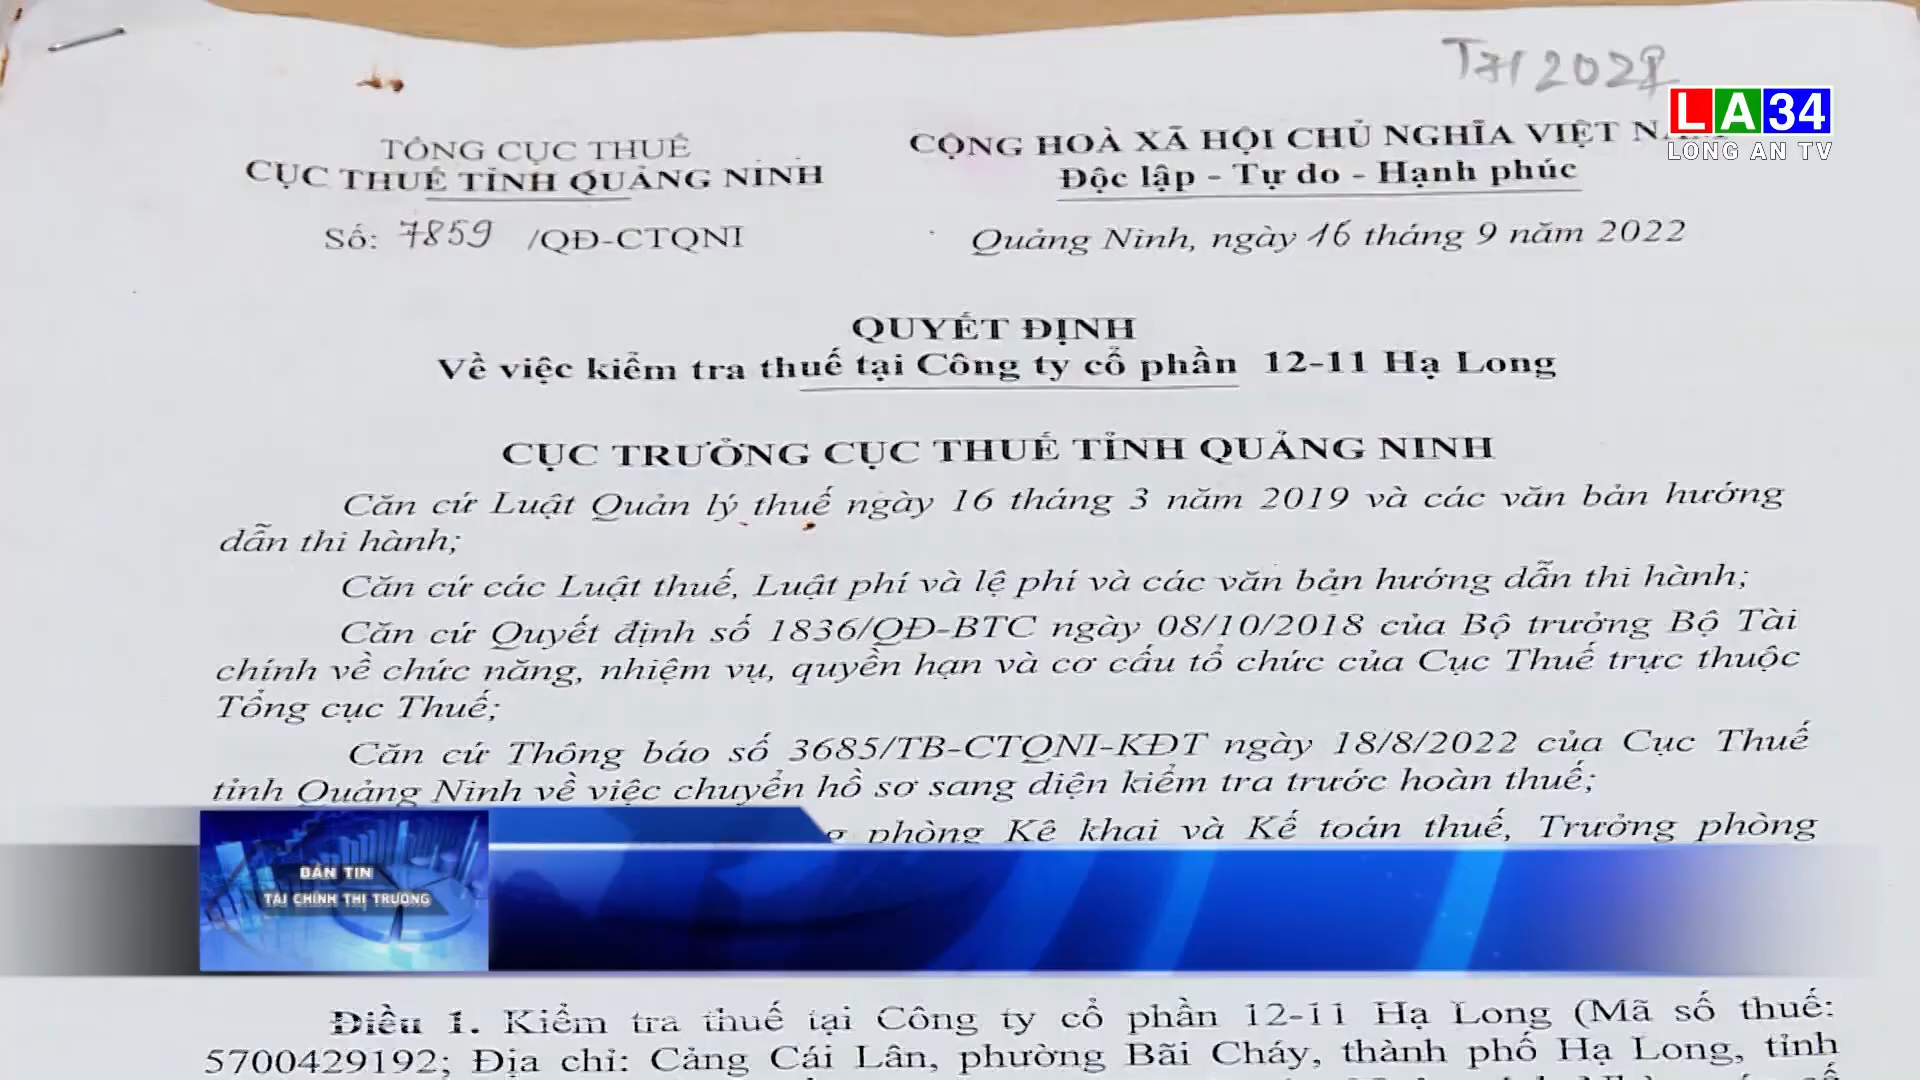 LA34
LONG AN TV
TỔNG CỤC THUẾ
CỤC THUẾ TỈNH QUẢNG NINH
Số: 7859 /QĐ-CTQNI
CỘNG HOÀ XÃ HỘI CHỦ NGHĨA VIỆT
Độc lập - Tự do - Hạnh phúc
Quảng Ninh, ngày 16 tháng 9 năm 2022
QUYẾT ĐỊNH
Về việc kiểm tra thuế tại Công ty cổ phần 12-11 Hạ Long
CỤC TRƯỞNG CỤC THUẾ TỈNH QUẢNG NINH
Căn cứ Luật Quản lý thuế ngày 16 tháng 3 năm 2019 và các văn bản hướng
dẫn thi hành;
Căn cứ các Luật thuế, Luật phí và lệ phí và các văn bản hướng dẫn thi hành;
Căn cứ Quyết định số 1836/QĐ-BTC ngày 08/10/2018 của Bộ trưởng Bộ Tài
chính về chức năng, nhiệm vụ, quyền hạn và cơ cấu tổ chức của Cục Thuế trực thuộc
Tổng cục Thuế;
Căn cứ Thông báo số 3685/TB-CTQNI-KĐT ngày 18/8/2022 của Cục Thuế
tỉnh Quảng Ninh về việc chuyển hồ sơ sang diện kiểm tra trước hoàn thuế;
phòng Kê khai và Kế toán thuế, Trưởng phòng
BẢN TIN
TÀI CHÍNH THỊ TRƯỜNG
Điều 1. Kiểm tra thuế tại Công ty cổ phần 12-11 Hạ Long (Mã số thuế:
5700429192; Địa chỉ: Cảng Cái Lân, phường Bãi Cháy, thành phố Hạ Long, tỉnh